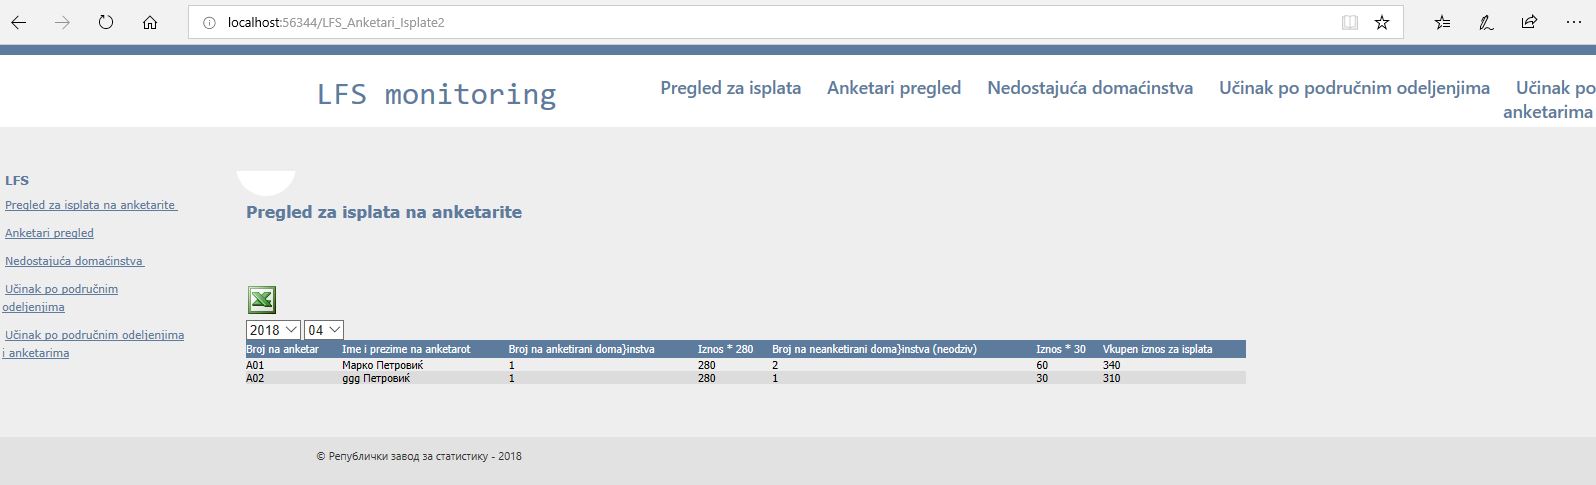 localhost:56344/LFS_Anketari_Isplate2
LFS monitoring
Pregled za isplata Anketari pregled Nedostajuća domaćinstva Učinak po područnim odeljenjima Učinak po
anketarima
LFS
Pregled za isplata na anketarite
Anketari pregled
Nedostajuća domaćinstva
Učinak po područnim
odeljenjima
Učinak po područnim odeljenjima
i anketarima
Pregled za isplata na anketarite
2018 04
Broj na anketar Ime i prezime na anketarot Broj na anketirani doma}instva Iznos * 280 Broj na neanketirani doma}instva (neodziv) Iznos * 30 Vkupen iznos za isplata
A01 Марко Петровиќ 1 280 2 60 340
A02 ggg Петровиќ 1 280 1 30 310
© Републички завод за статистику - 2018